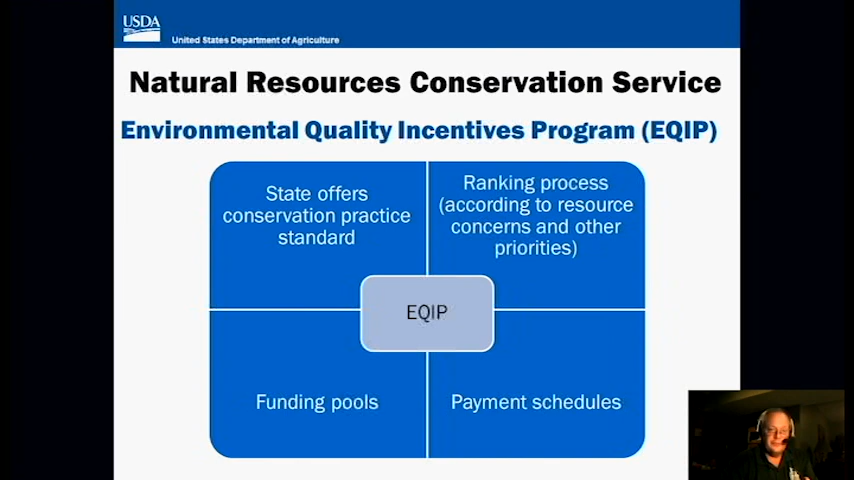 USDA
United States Department of Agriculture
Natural Resources Conservation Service
Environmental Quality Incentives Program (EQIP)
State offers
conservation practice
standard
Ranking process
(according to resource
concerns and other
priorities)
EQIP
Funding pools
Payment schedules